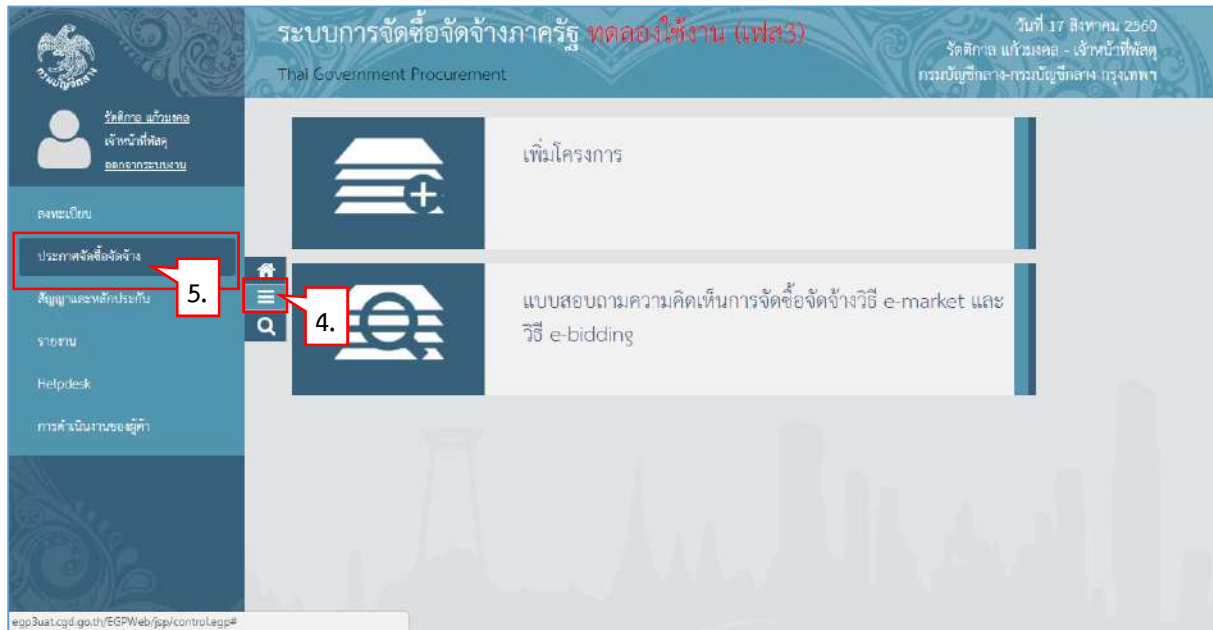 ระบบการจัดซื้อจัดจ้างภาครัฐ ทดลองใช้งาน (เฟส3)
Thai Government Procurement
วันที่ 17 สิงหาคม 2560
รัตติกาล แก้วมงคล - เจ้าหน้าที่พัสดุ
กรมบัญชีกลาง-กรมบัญชีกลาง กรุงเทพฯ
กรมบัญชีกลาง
รัตติกาล แก้วมงคล
เจ้าหน้าที่พัสดุ
ออกจากระบบงาน
ลงทะเบียน
ประกาศจัดซื้อจัดจ้าง
สัญญาและหลักประกัน
รายงาน
Helpdesk
การดำเนินงานของผู้ค้า
5.
4.
เพิ่มโครงการ
แบบสอบถามความคิดเห็นการจัดซื้อจัดจ้างวิธี e-market และ
วิธี e-bidding
egp3uat.cgd.go.th/EGPWeb/jsp/control.egp#